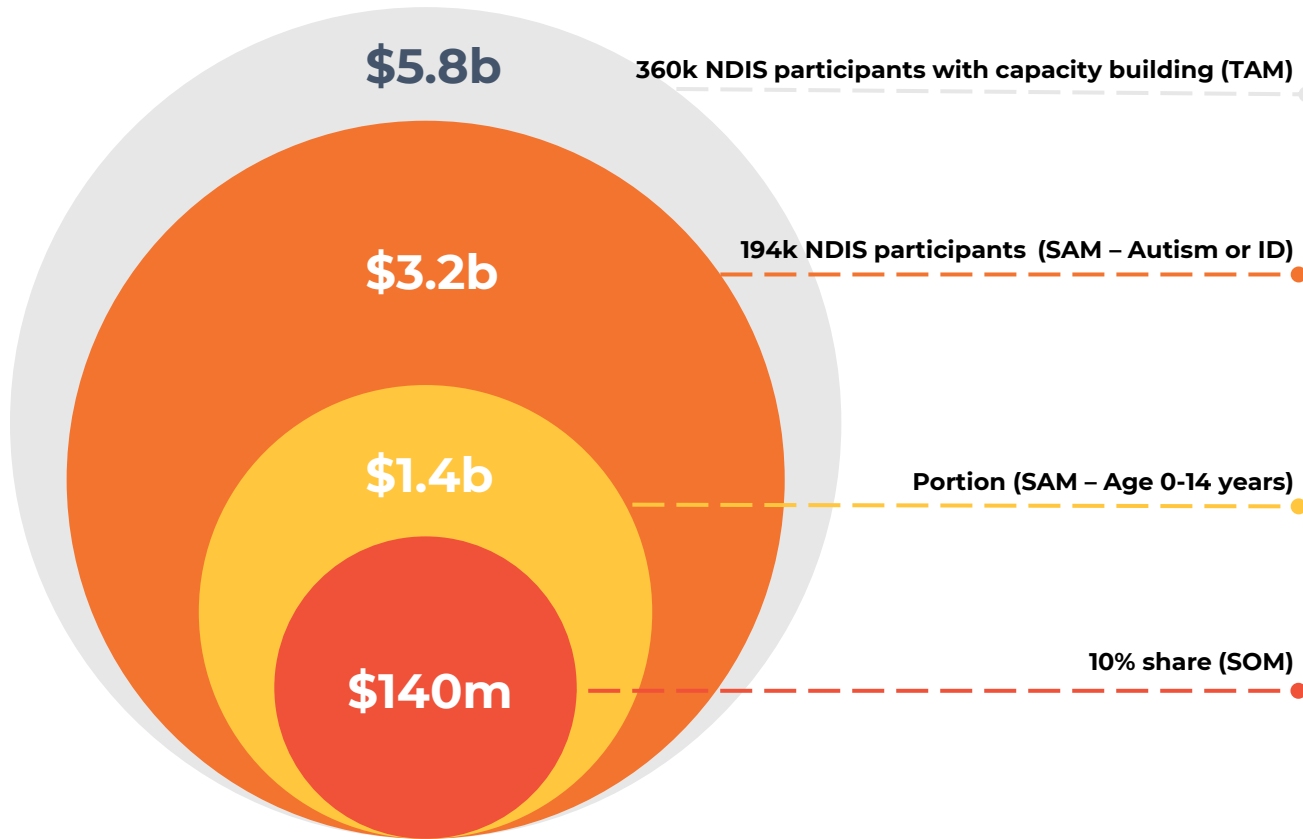 $5.8b
360k NDIS participants with capacity building (TAM)
194k NDIS participants (SAM – Autism or ID)
$3.2b
$1.4b
Portion (SAM – Age 0-14 years)
10% share (SOM)
$140m